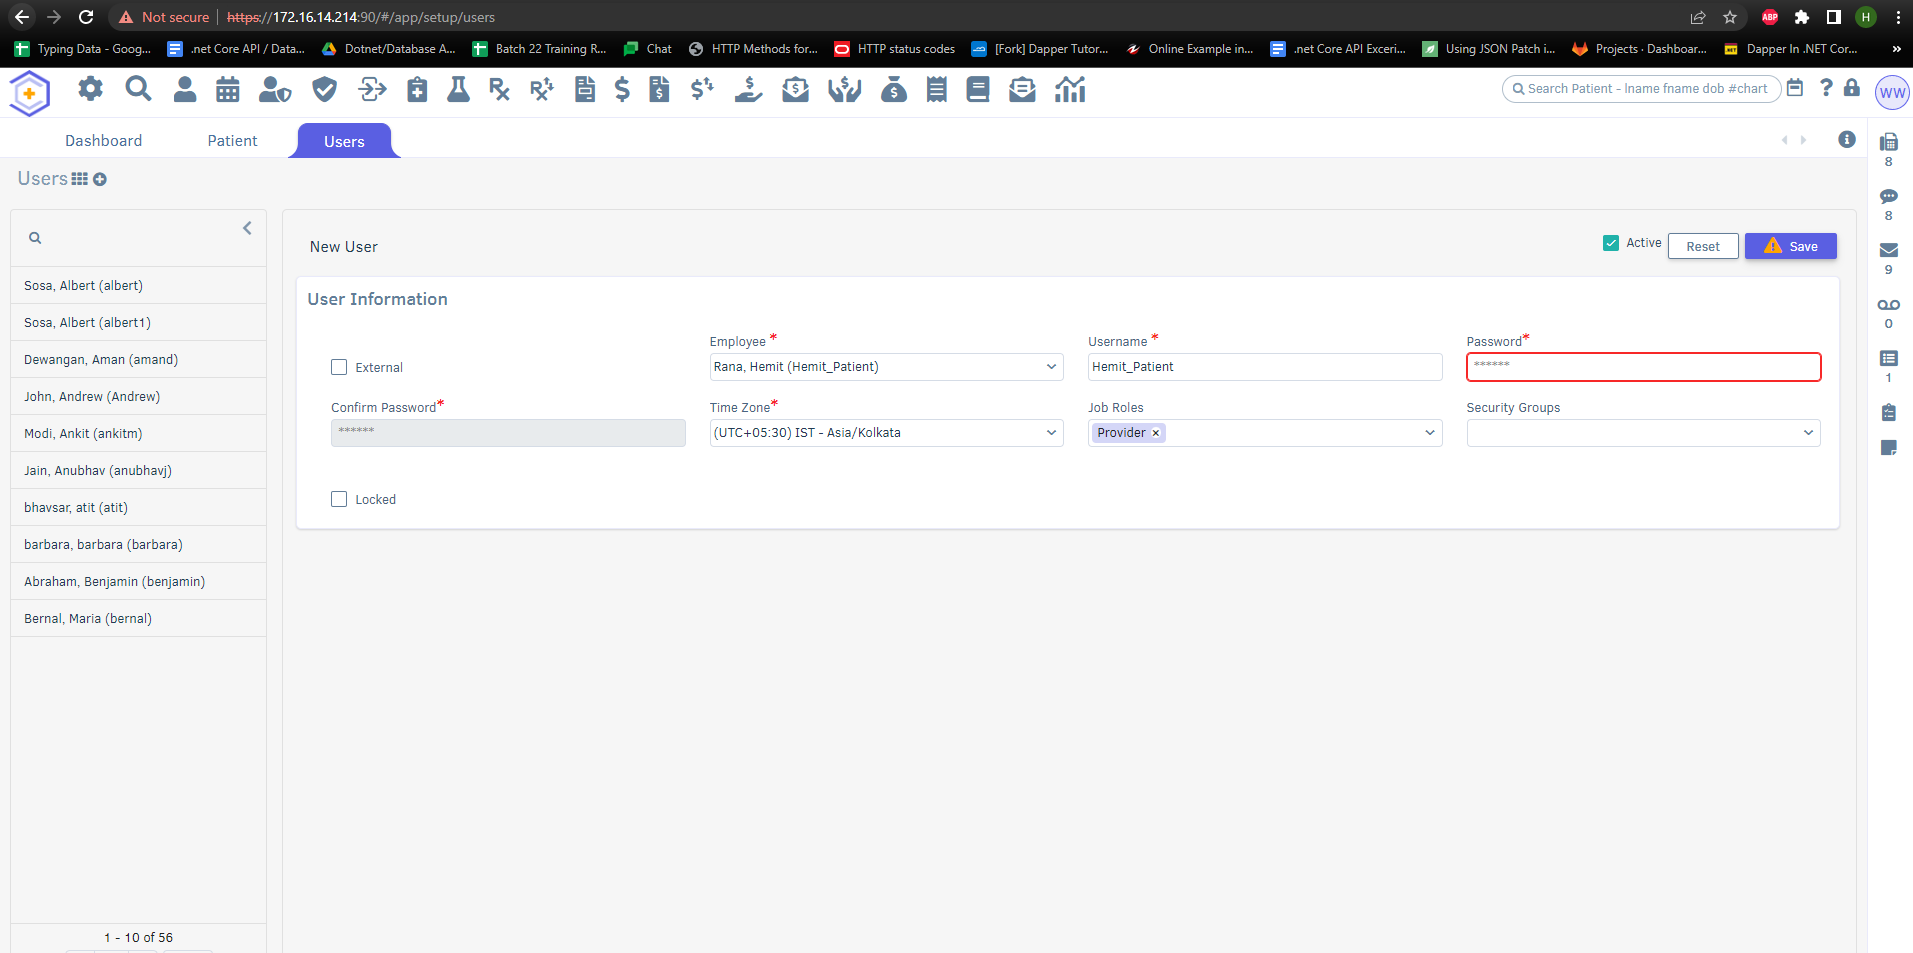 Not secure | https://172.16.14.214:90/#/app/setup/users
ABP
H
Typing Data - Goog... .net Core API / Data... Dotnet/Database A... Batch 22 Training R... Chat HTTP Methods for... HTTP status codes [Fork] Dapper Tutor... Online Example in... .net Core API Exceri... Using JSON Patch i... Projects · Dashboar... Dapper In .NET Cor... »
Search Patient - lname fname dob #chart
WW
Dashboard Patient Users
Users
New User
Active Reset Save
User Information
External
Employee *
Rana, Hemit (Hemit_Patient)
Username *
Hemit_Patient
Password*
******
Confirm Password*
******
Time Zone*
(UTC+05:30) IST - Asia/Kolkata
Job Roles
Provider ×
Security Groups
Locked
Sosa, Albert (albert)
Sosa, Albert (albert1)
Dewangan, Aman (amand)
John, Andrew (Andrew)
Modi, Ankit (ankitm)
Jain, Anubhav (anubhavj)
bhavsar, atit (atit)
barbara, barbara (barbara)
Abraham, Benjamin (benjamin)
Bernal, Maria (bernal)
1 - 10 of 56
8
8
9
0
1